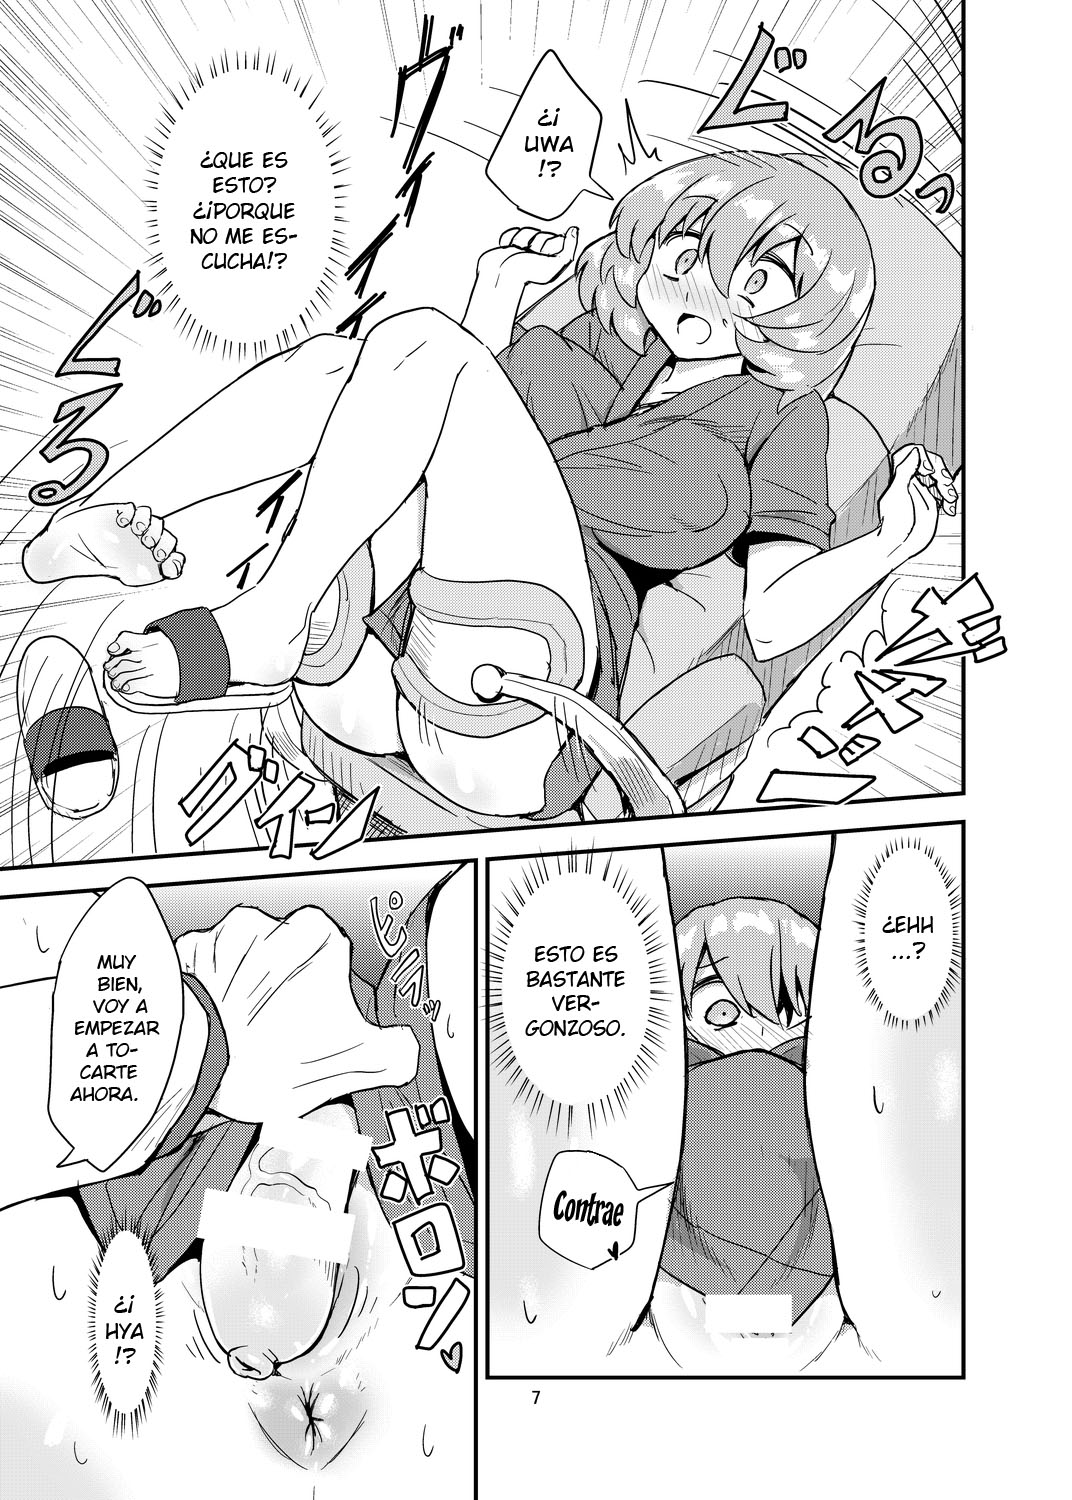 ¿¡
UWA
!?
¿QUE ES
ESTO?
¿¡PORQUE
NO ME ES-
CUCHA!?
¿EHH
...?
ESTO ES
BASTANTE
VER-
GONZOSO.
Contrae
MUY
BIEN,
VOY A
EMPEZAR
A TO-
CARTE
AHORA.
ボロン
¿¡
HYA
!?
グイーン
7